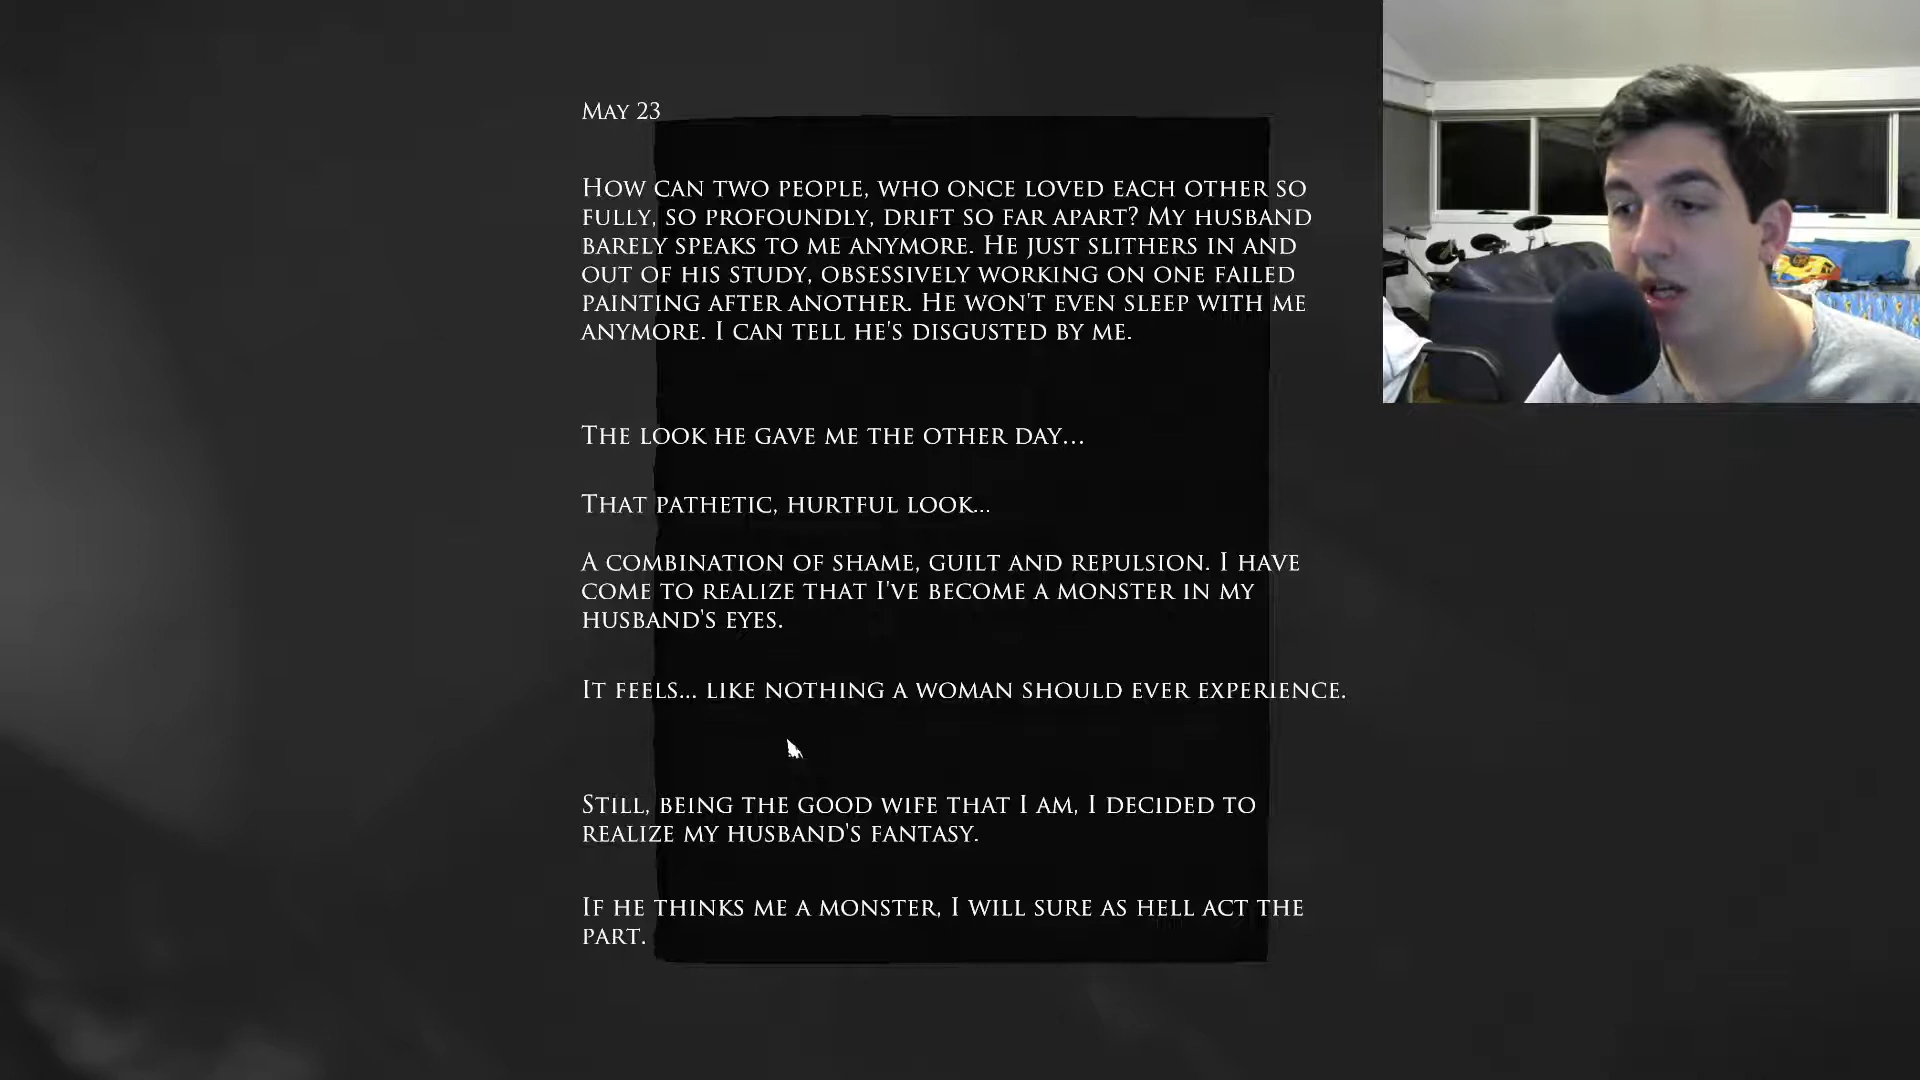 May 23
How can two people, who once loved each other so
fully, so profoundly, drift so far apart? My husband
barely speaks to me anymore. He just slithers in and
out of his study, obsessively working on one failed
painting after another. He won't even sleep with me
anymore. I can tell he's disgusted by me.
The look he gave me the other day...
That pathetic, hurtful look...
A combination of shame, guilt and repulsion. I have
come to realize that I've become a monster in my
husband's eyes.
It feels... like nothing a woman should ever experience.
Still, being the good wife that I am, I decided to
realize my husband's fantasy.
If he thinks me a monster, I will sure as hell act the
part.